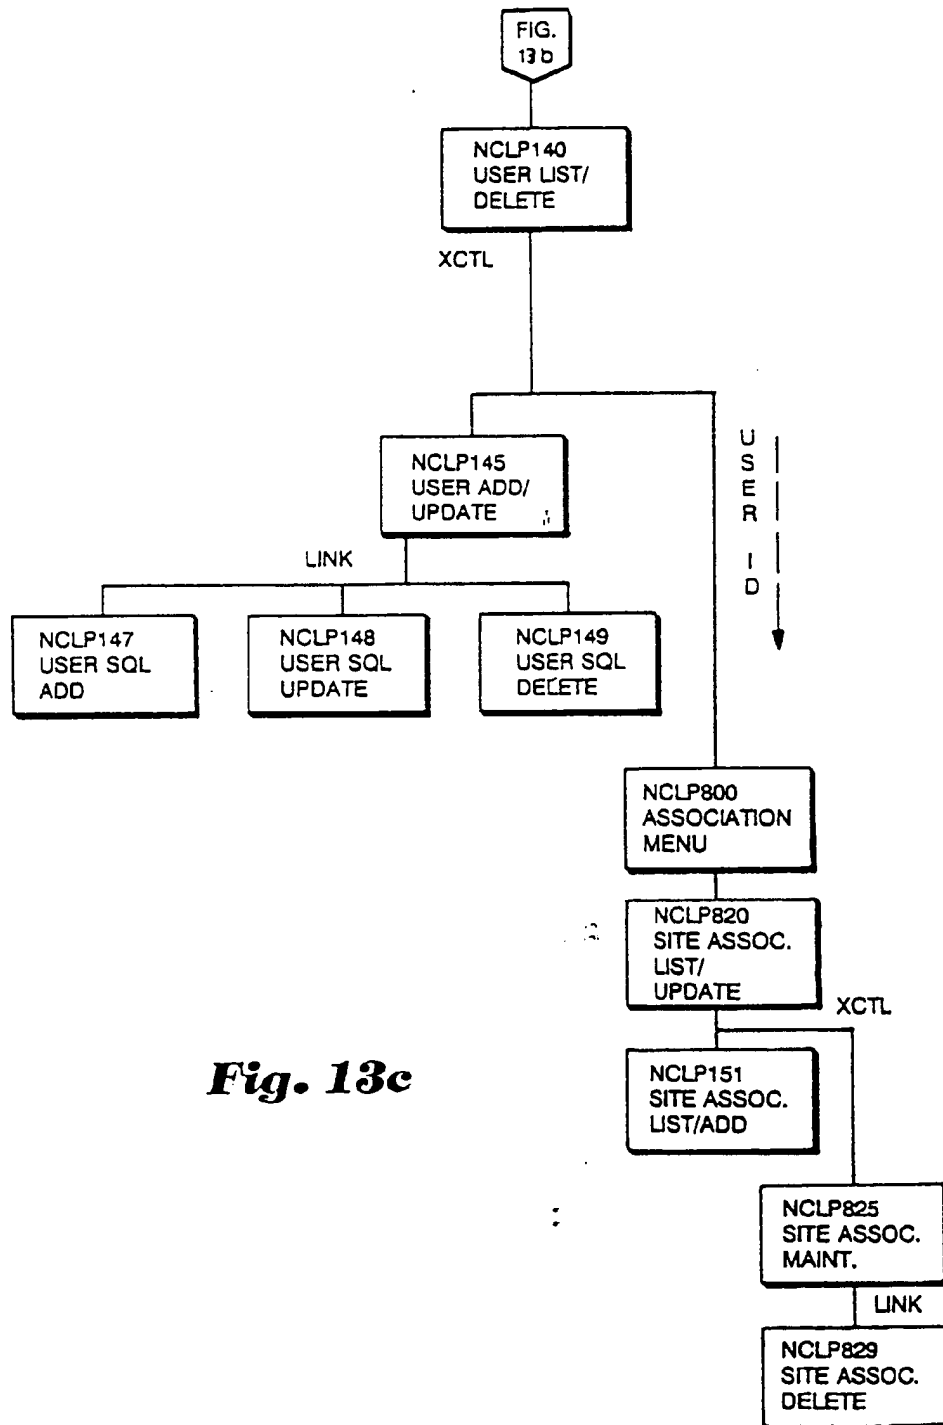 FIG.
13b
NCLP140
USER LIST/
DELETE
XCTL
NCLP145
USER ADD/
UPDATE
USER ID
LINK
NCLP147
USER SQL
ADD
NCLP148
USER SQL
UPDATE
NCLP149
USER SQL
DELETE
NCLP800
ASSOCIATION
MENU
NCLP820
SITE ASSOC.
LIST/
UPDATE
XCTL
NCLP151
SITE ASSOC.
LIST/ADD
Fig. 13c
NCLP825
SITE ASSOC.
MAINT.
LINK
NCLP829
SITE ASSOC.
DELETE